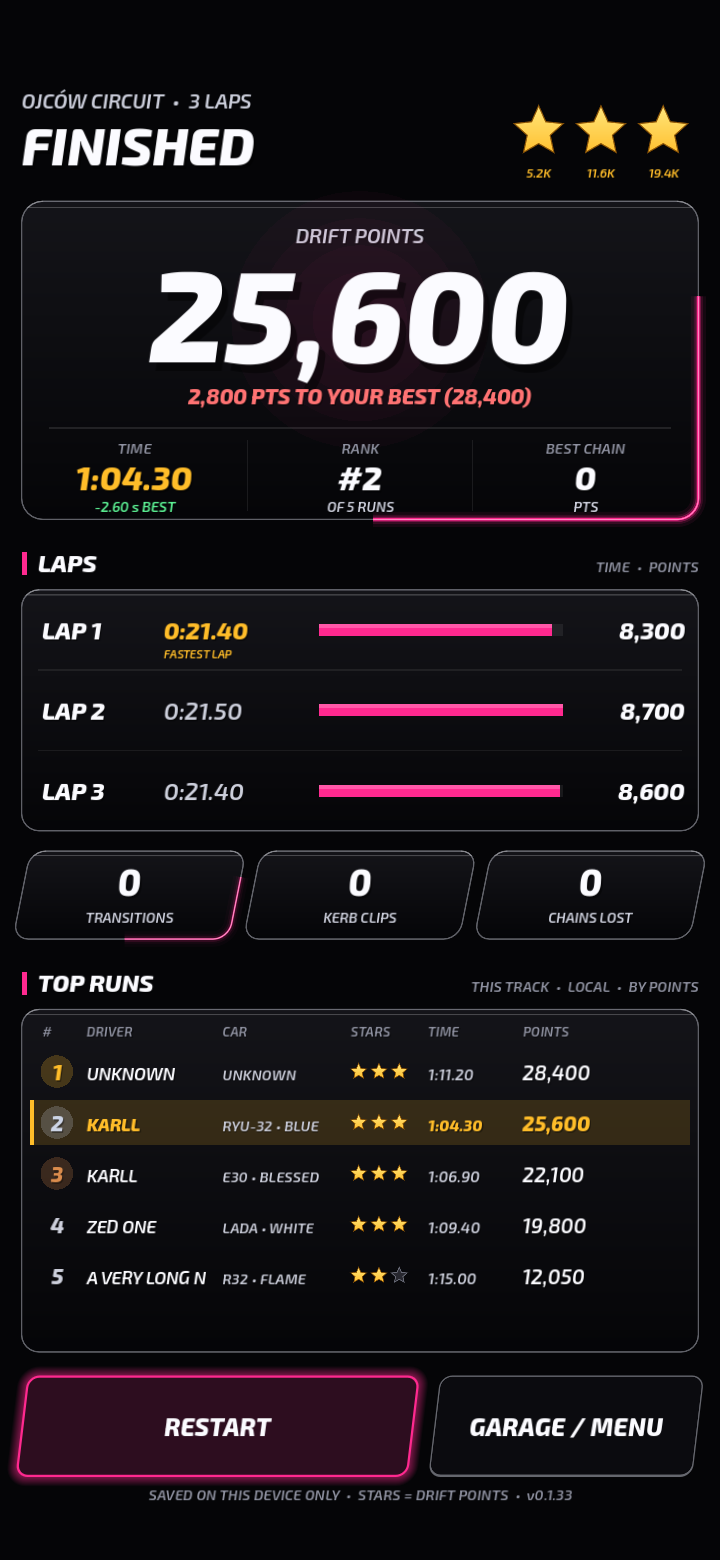 OJCÓW CIRCUIT • 3 LAPS
FINISHED
5.2K 11.6K 19.4K
DRIFT POINTS
25,600
2,800 PTS TO YOUR BEST (28,400)
TIME RANK BEST CHAIN
1:04.30 #2 0
-2.60 s BEST OF 5 RUNS PTS
LAPS TIME • POINTS
LAP 1 0:21.40 8,300
FASTEST LAP
LAP 2 0:21.50 8,700
LAP 3 0:21.40 8,600
0 0 0
TRANSITIONS KERB CLIPS CHAINS LOST
TOP RUNS THIS TRACK • LOCAL • BY POINTS
# DRIVER CAR STARS TIME POINTS
1 UNKNOWN UNKNOWN ★★★ 1:11.20 28,400
2 KARLL RYU-32 • BLUE ★★★ 1:04.30 25,600
3 KARLL E30 • BLESSED ★★★ 1:06.90 22,100
4 ZED ONE LADA • WHITE ★★★ 1:09.40 19,800
5 A VERY LONG N R32 • FLAME ★★☆ 1:15.00 12,050
RESTART GARAGE / MENU
SAVED ON THIS DEVICE ONLY • STARS = DRIFT POINTS • v0.1.33